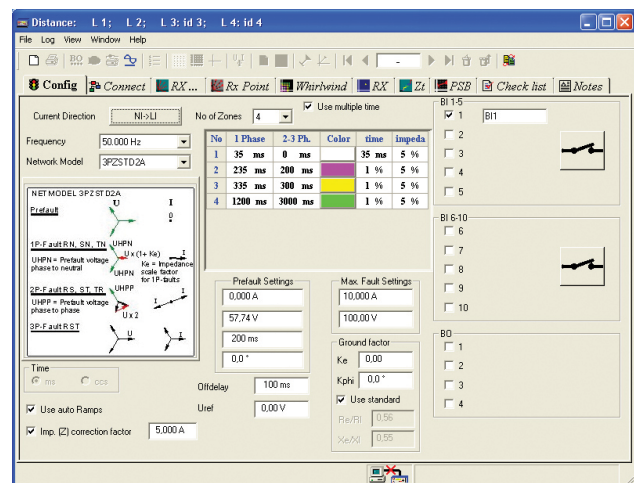 Distance: L 1; L 2; L 3: id 3; L 4: id 4
File Log View Window Help
BO
-
Config Connect RX... Rx Point Whirlwind RX Zt PSB Check list Notes
Current Direction NI->LI No of Zones 4 Use multiple time
Frequency 50.000 Hz
Network Model 3PZSTD2A
No 1 Phase 2-3 Ph. Color time impeda
1 35 ms 0 ms 35 ms 5 %
2 235 ms 200 ms 1 % 5 %
3 335 ms 300 ms 1 % 5 %
4 1200 ms 3000 ms 1 % 5 %
NET MODEL 3PZSTD2A
U I
Prefault
0
1P-Fault RN, SN, TN UHPN
U x (1+ Ke) I
UHPN = Prefault voltage
phase to neutral
UHPN
Ke = Impedance
scale factor
for 1P-faults
2P-Fault RS, ST, TR UHPP
UHPP = Prefault voltage
phase to phase
I I
U x 2
3P-Fault RST
U I
Time
ms ccs
Use auto Ramps
Imp. (Z) correction factor 5,000 A
Prefault Settings
0,000 A
57,74 V
200 ms
0,0 °
Offdelay 100 ms
Uref 0,00 V
Max. Fault Settings
10,000 A
100,00 V
Ground factor
Ke 0,00
Kphi 0,0 °
Use standard
Re/Rl 0,56
Xe/Xl 0,55
BI 1-5
1 BI1
2
3
4
5
BI 6-10
6
7
8
9
10
BO
1
2
3
4